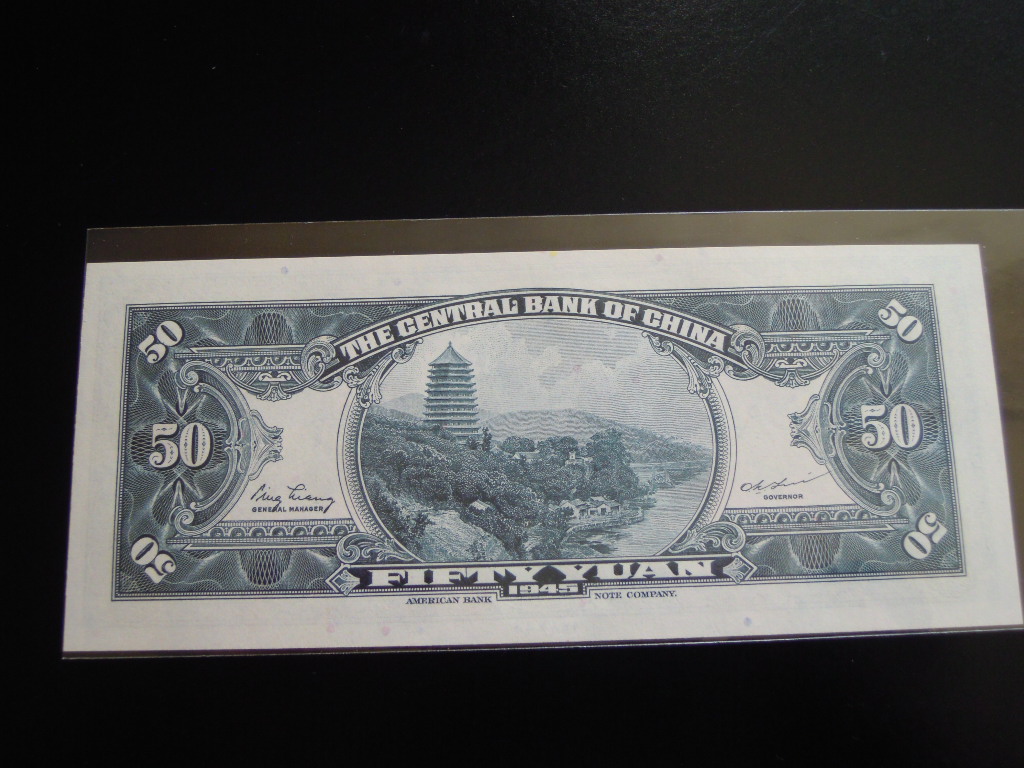 THE CENTRAL BANK OF CHINA
50 50
50 50
GENERAL MANAGER
GOVERNOR
50 50
FIFTY YUAN
1945
AMERICAN BANK NOTE COMPANY.